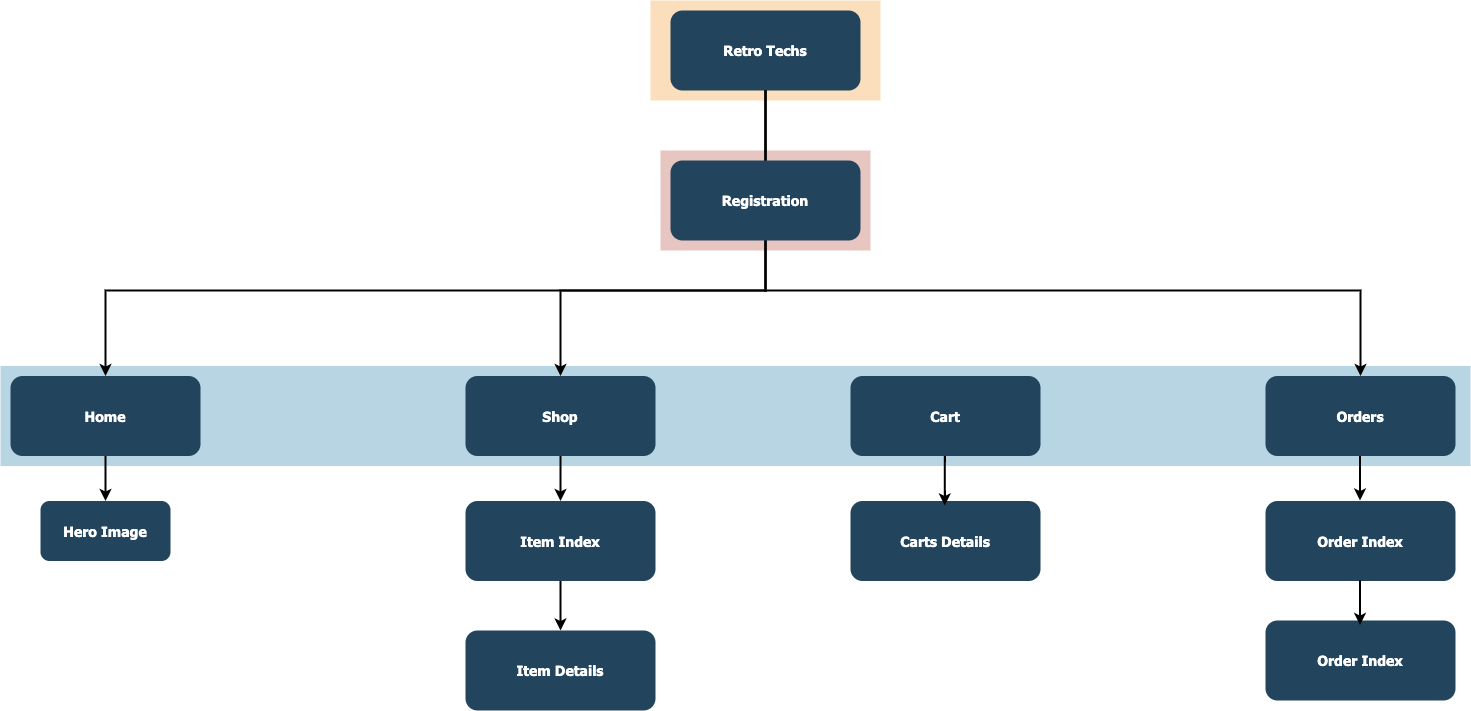 Retro Techs
Registration
Home
Shop
Cart
Orders
Hero Image
Item Index
Carts Details
Order Index
Item Details
Order Index